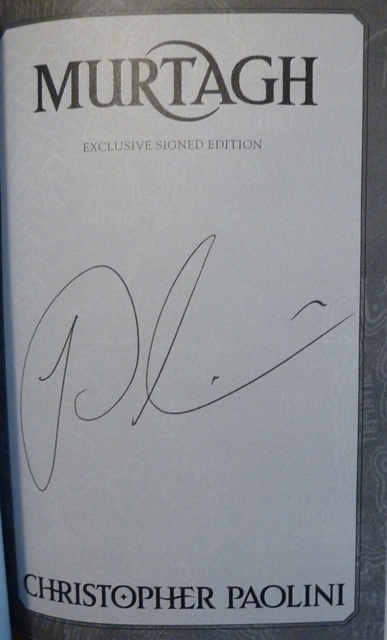 MURTAGH
EXCLUSIVE SIGNED EDITION
CHRISTOPHER PAOLINI